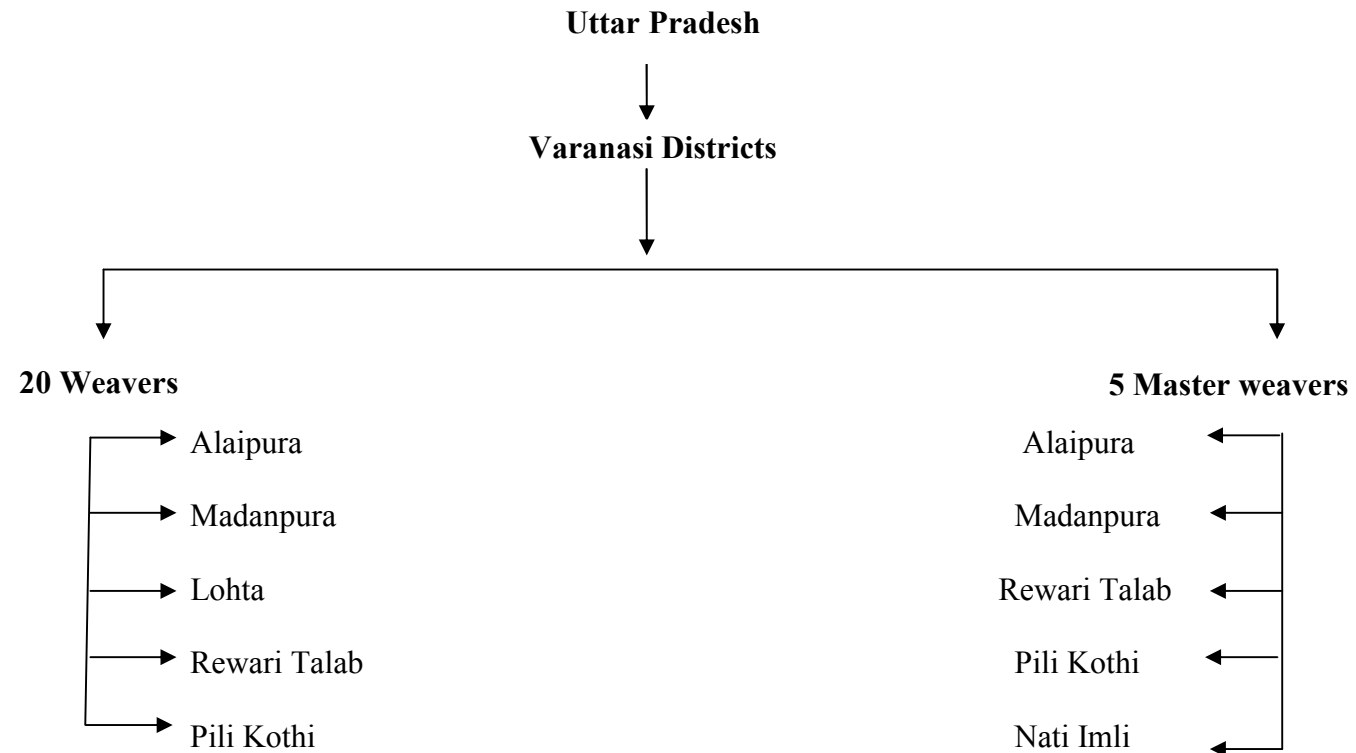 Uttar Pradesh
Varanasi Districts
20 Weavers
Alaipura
Madanpura
Lohta
Rewari Talab
Pili Kothi
5 Master weavers
Alaipura
Madanpura
Rewari Talab
Pili Kothi
Nati Imli